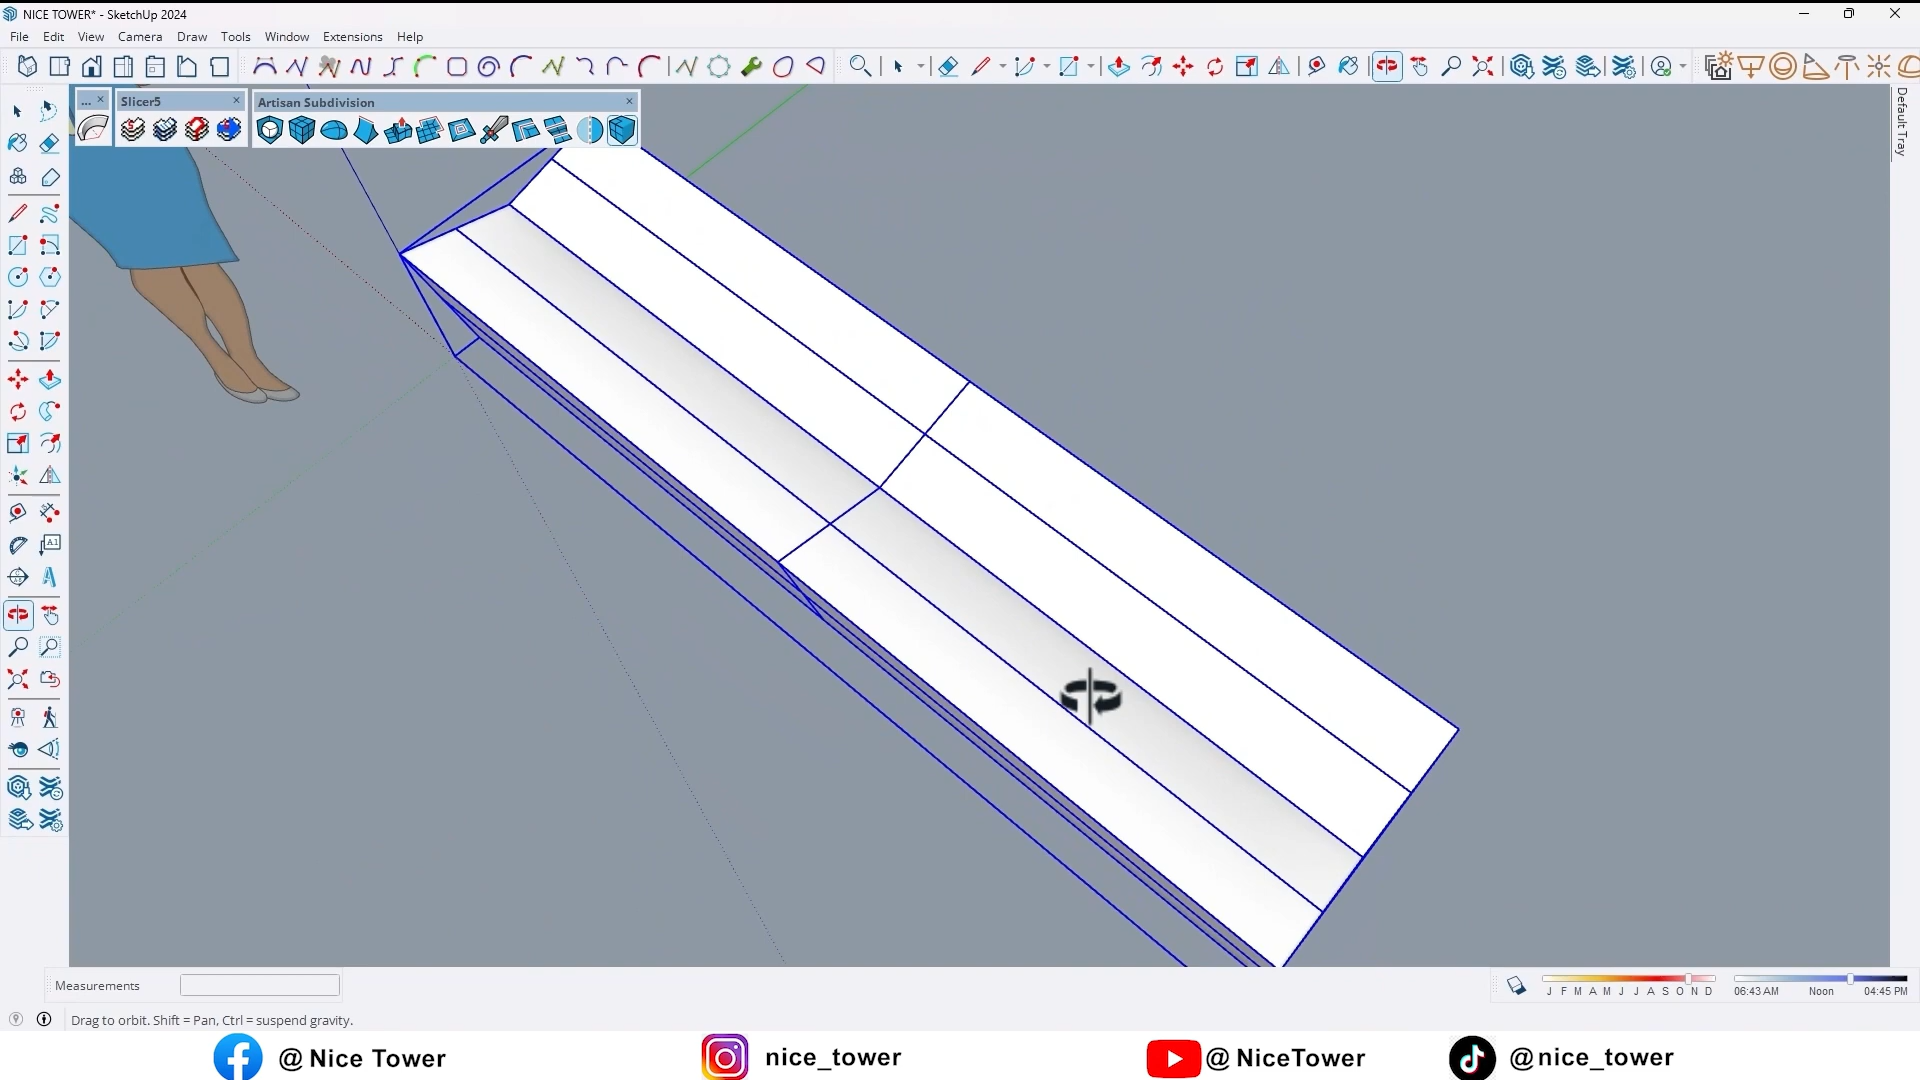 NICE TOWER* - SketchUp 2024
File Edit View Camera Draw Tools Window Extensions Help
... Slicer5 Artisan Subdivision
Default Tray
A1
A
Measurements
J F M A M J J A S O N D
06:43 AM Noon 04:45 PM
Drag to orbit. Shift = Pan, Ctrl = suspend gravity.
@ Nice Tower nice_tower @ NiceTower @nice_tower